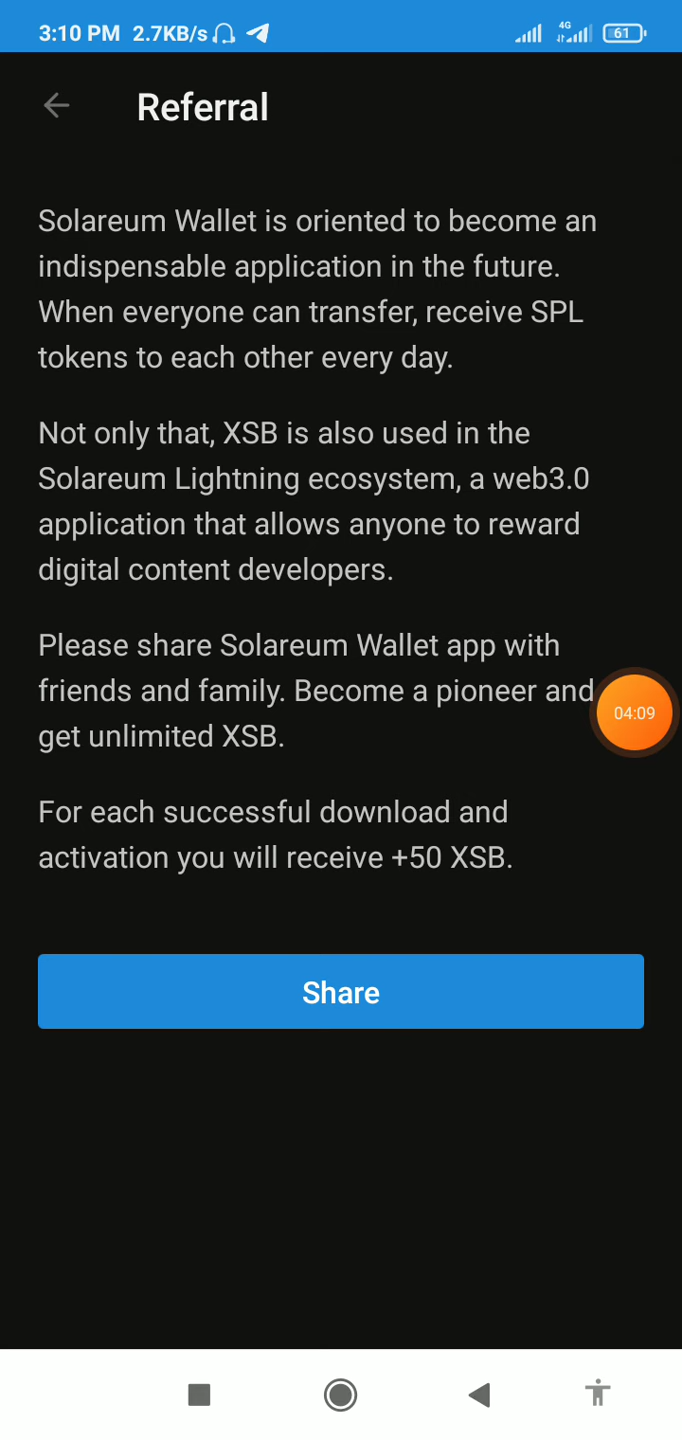 3:10 PM 2.7KB/s 4G 61
Referral
Solareum Wallet is oriented to become an
indispensable application in the future.
When everyone can transfer, receive SPL
tokens to each other every day.
Not only that, XSB is also used in the
Solareum Lightning ecosystem, a web3.0
application that allows anyone to reward
digital content developers.
Please share Solareum Wallet app with
friends and family. Become a pioneer and
04:09
get unlimited XSB.
For each successful download and
activation you will receive +50 XSB.
Share